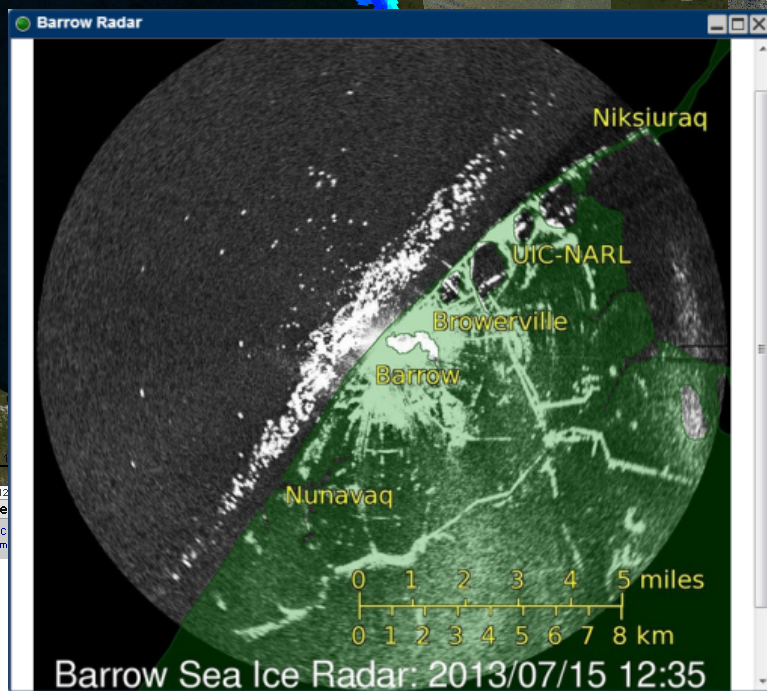 Barrow Radar
Niksiuraq
UIC-NARL
Browerville
Barrow
Nunavaq
0 1 2 3 4 5 miles
0 1 2 3 4 5 6 7 8 km
Barrow Sea Ice Radar: 2013/07/15 12:35